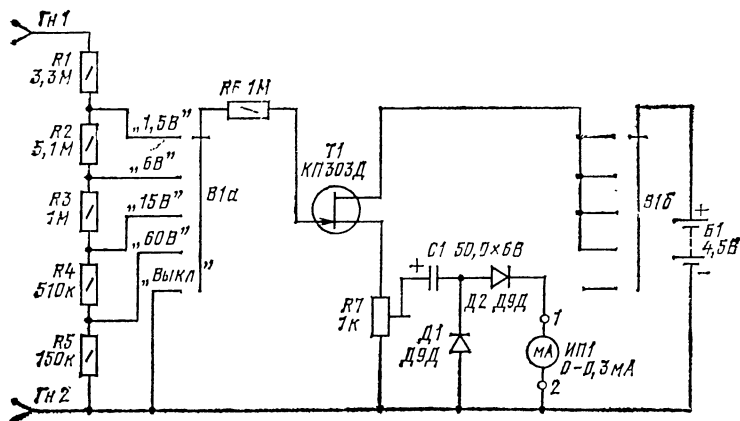 Гн1
R1
3,3М
R2
5,1М
R3
1М
R4
510к
R5
150к
Гн2
„1,5В"
„6В"
„15В"
„60В"
„Выкл"
В1а
R6 1М
Т1
КП303Д
R7
1к
+
С1 50,0×6В
Д2 Д9Д
Д1
Д9Д
1
мА
ИП1
0-0,3мА
2
В1б
+
Б1
4,5В
-